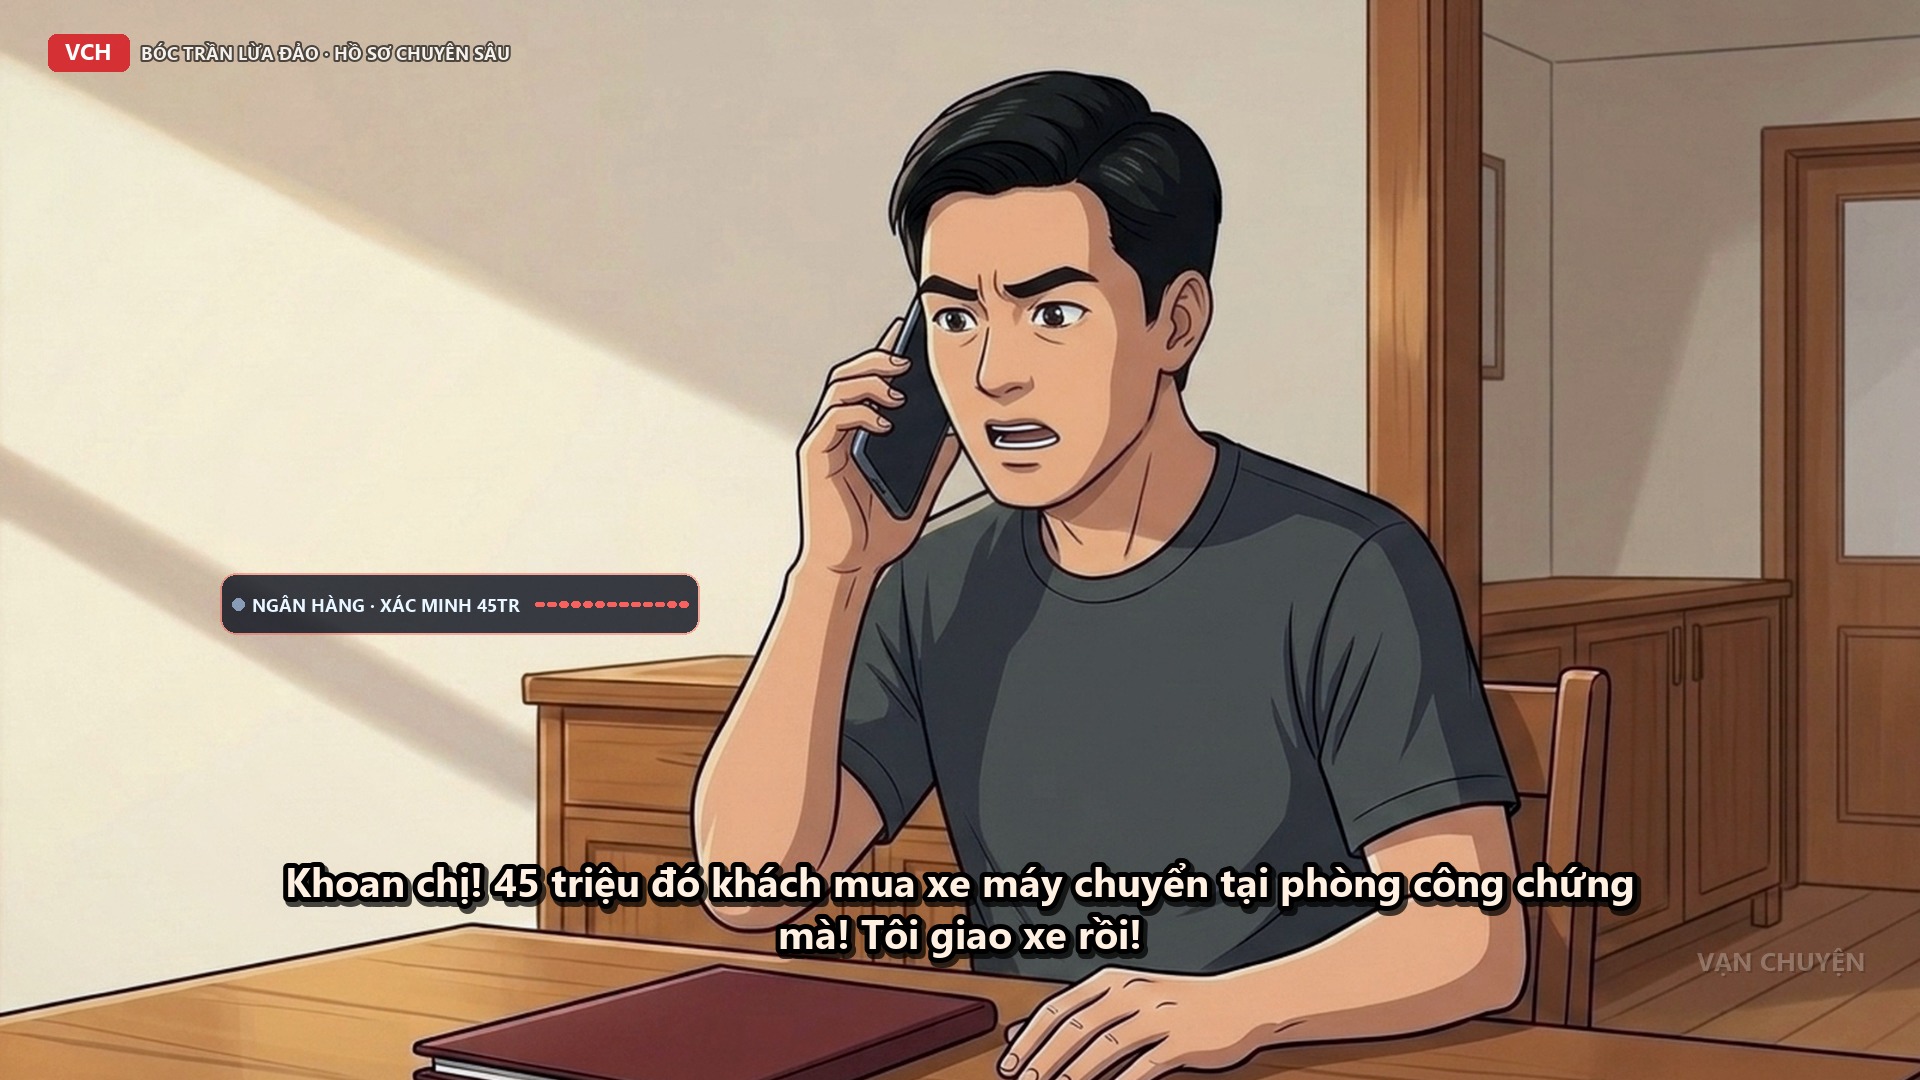 VCH
BÓC TRẦN LỪA ĐẢO · HỒ SƠ CHUYÊN SÂU
NGÂN HÀNG · XÁC MINH 45TR
Khoan chị! 45 triệu đó khách mua xe máy chuyển tại phòng công chứng
mà! Tôi giao xe rồi!
VẠN CHUYỆN